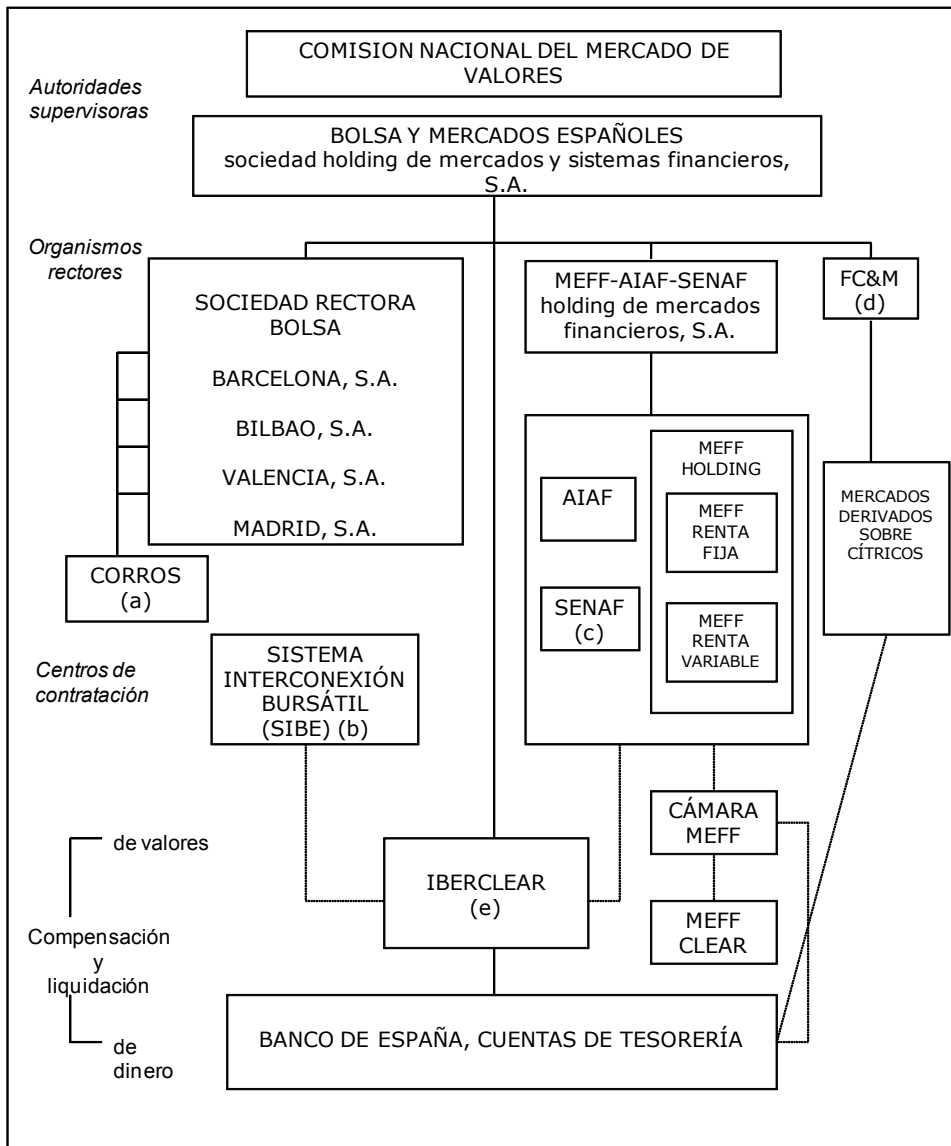 COMISION NACIONAL DEL MERCADO DE
VALORES
Autoridades
supervisoras
BOLSA Y MERCADOS ESPAÑOLES
sociedad holding de mercados y sistemas financieros,
S.A.
Organismos
rectores
SOCIEDAD RECTORA
BOLSA
BARCELONA, S.A.
BILBAO, S.A.
VALENCIA, S.A.
MADRID, S.A.
MEFF-AIAF-SENAF
holding de mercados
financieros, S.A.
FC&M
(d)
CORROS
(a)
AIAF
SENAF
(c)
MEFF
HOLDING
MEFF
RENTA
FIJA
MEFF
RENTA
VARIABLE
MERCADOS
DERIVADOS
SOBRE
CÍTRICOS
Centros de
contratación
SISTEMA
INTERCONEXIÓN
BURSÁTIL
(SIBE) (b)
de valores
CÁMARA
MEFF
IBERCLEAR
(e)
MEFF
CLEAR
Compensación
y
liquidación
de
dinero
BANCO DE ESPAÑA, CUENTAS DE TESORERÍA